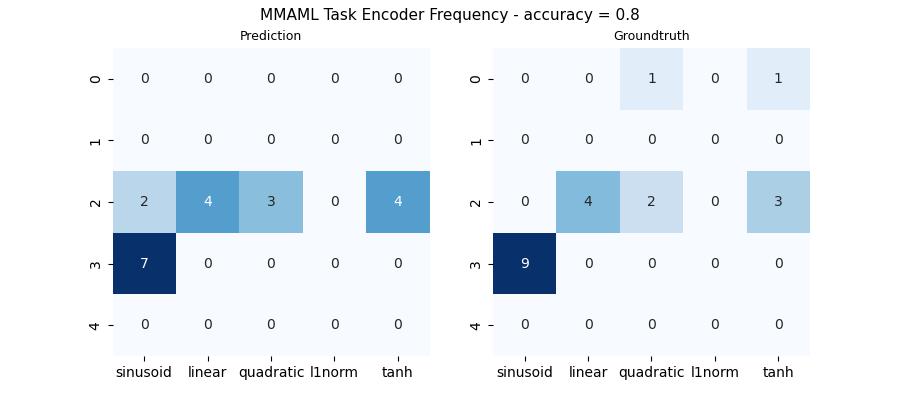 MMAML Task Encoder Frequency - accuracy = 0.8
Prediction Groundtruth
0 0 0 0 0 0 0 0 0 1 0 1
1 0 0 0 0 0 1 0 0 0 0 0
2 2 4 3 0 4 2 0 4 2 0 3
3 7 0 0 0 0 3 9 0 0 0 0
4 0 0 0 0 0 4 0 0 0 0 0
sinusoid linear quadratic l1norm tanh sinusoid linear quadratic l1norm tanh